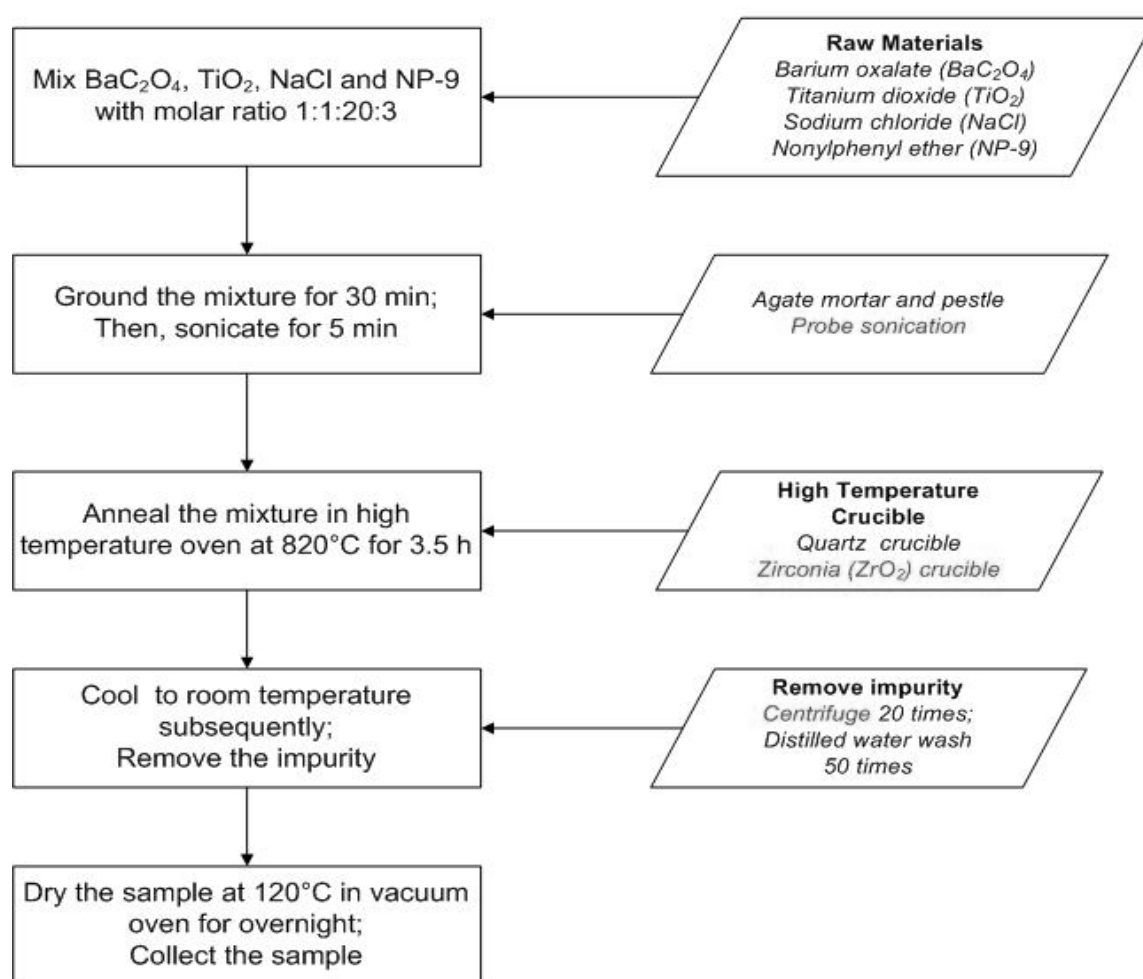 Mix BaC₂O₄, TiO₂, NaCl and NP-9
with molar ratio 1:1:20:3
Raw Materials
Barium oxalate (BaC₂O₄)
Titanium dioxide (TiO₂)
Sodium chloride (NaCl)
Nonylphenyl ether (NP-9)
Ground the mixture for 30 min;
Then, sonicate for 5 min
Agate mortar and pestle
Probe sonication
Anneal the mixture in high
temperature oven at 820°C for 3.5 h
High Temperature
Crucible
Quartz crucible
Zirconia (ZrO₂) crucible
Cool to room temperature
subsequently;
Remove the impurity
Remove impurity
Centrifuge 20 times;
Distilled water wash
50 times
Dry the sample at 120°C in vacuum
oven for overnight;
Collect the sample